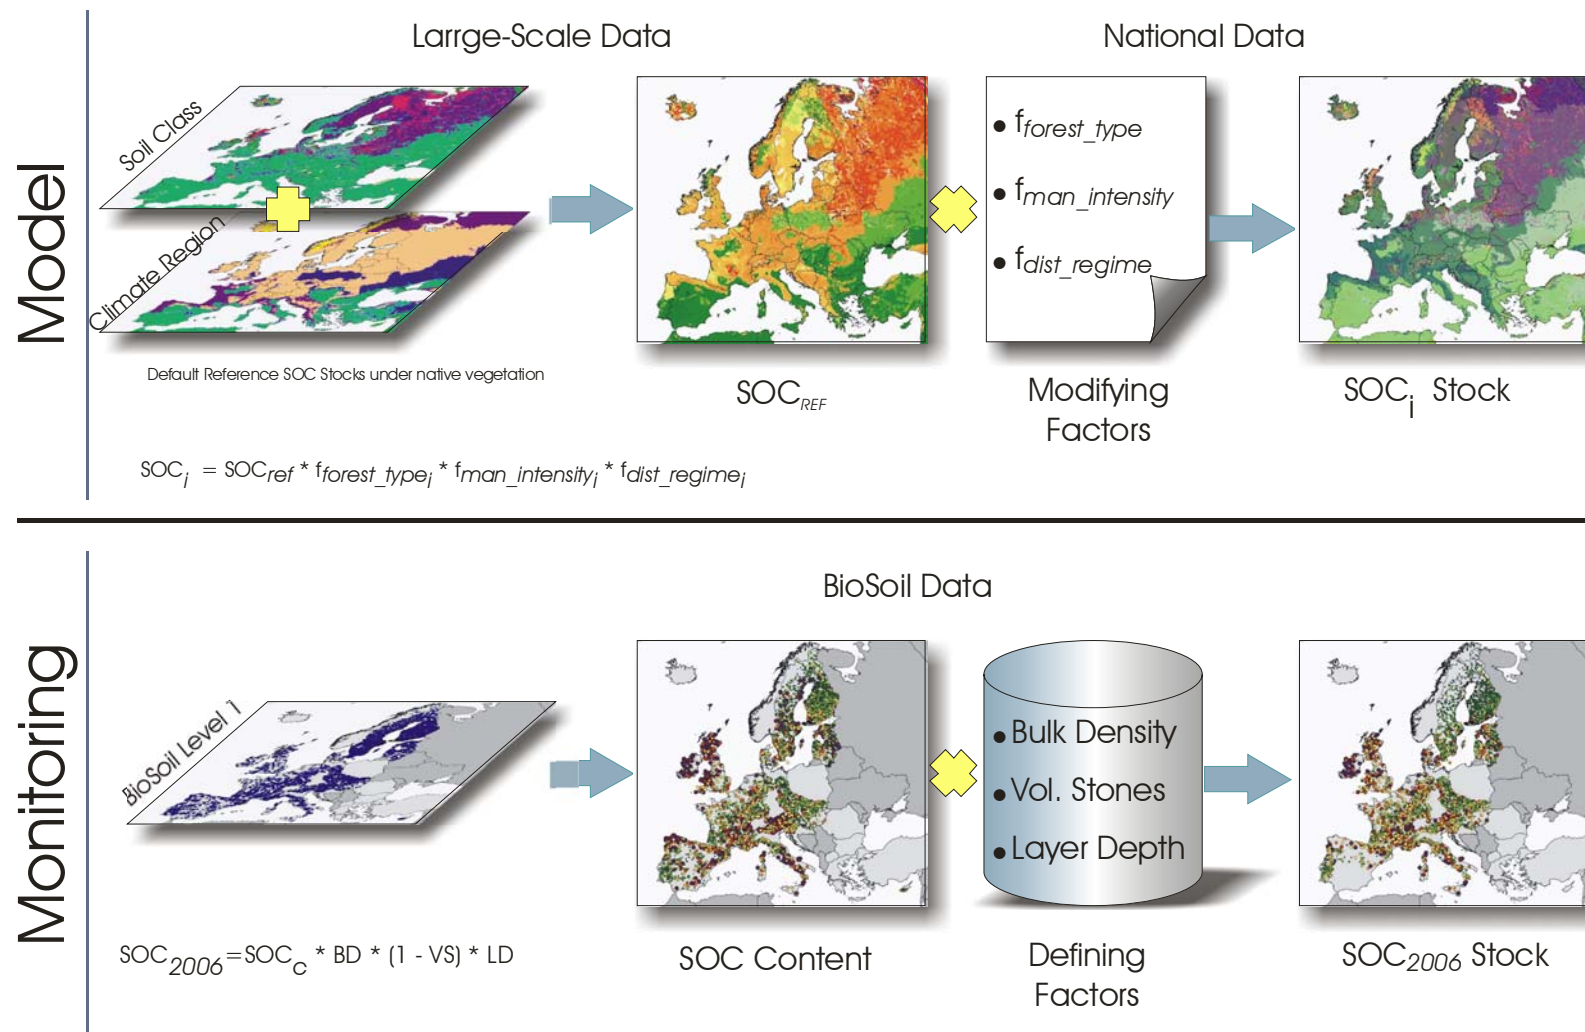 Model
Larrge-Scale Data
National Data
Soil Class
Climate Region
Default Reference SOC Stocks under native vegetation
SOC_REF
• f_forest_type
• f_man_intensity
• f_dist_regime
Modifying
Factors
SOC_i Stock
SOC_i = SOC_ref * f_forest_type_i * f_man_intensity_i * f_dist_regime_i
Monitoring
BioSoil Data
BioSoil Level 1
SOC Content
• Bulk Density
• Vol. Stones
• Layer Depth
Defining
Factors
SOC_2006 Stock
SOC_2006 = SOC_c * BD * (1 - VS) * LD